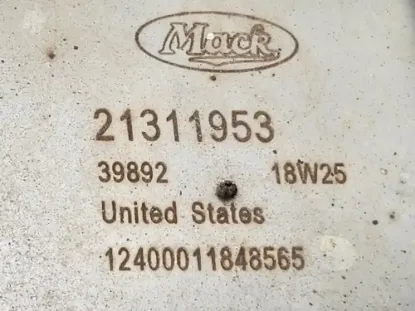 Mack
21311953
39892 18W25
United States
12400011848565